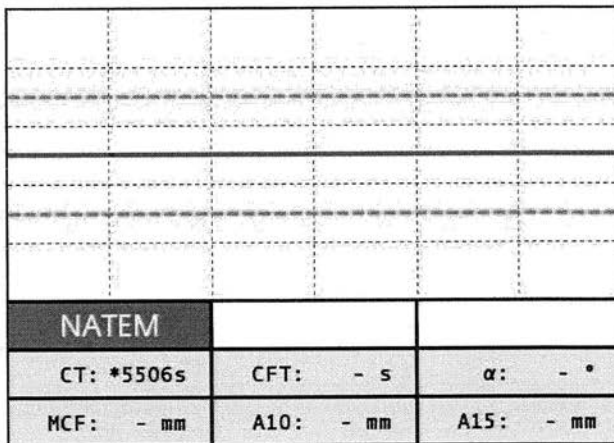 NATEM
CT: *5506s CFT: - s α: - °
MCF: - mm A10: - mm A15: - mm